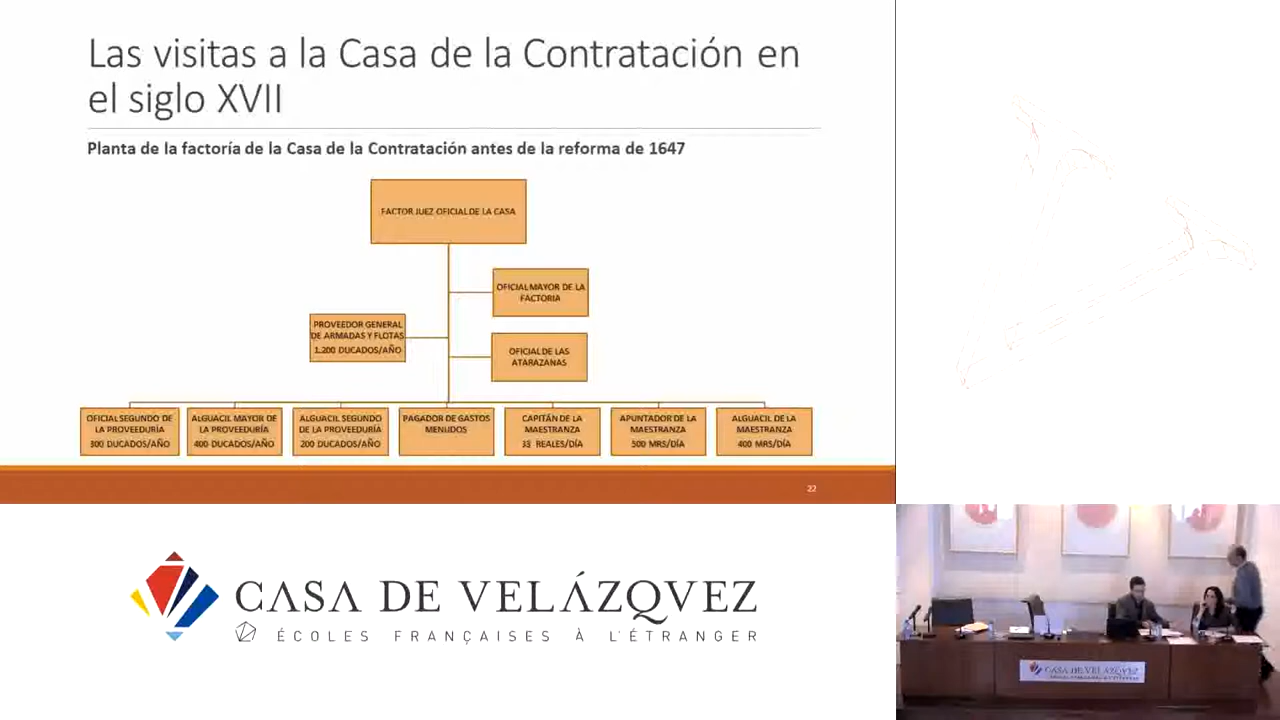 Las visitas a la Casa de la Contratación en
el siglo XVII
Planta de la factoría de la Casa de la Contratación antes de la reforma de 1647
FACTOR JUEZ OFICIAL DE LA CASA
OFICIAL MAYOR DE LA
FACTORIA
PROVEEDOR GENERAL
DE ARMADAS Y FLOTAS
1.200 DUCADOS/AÑO
OFICIAL DE LAS
ATARAZANAS
OFICIAL SEGUNDO DE
LA PROVEEDURÍA
300 DUCADOS/AÑO
ALGUACIL MAYOR DE
LA PROVEEDURÍA
400 DUCADOS/AÑO
ALGUACIL SEGUNDO
DE LA PROVEEDURÍA
200 DUCADOS/AÑO
PAGADOR DE GASTOS
MENUDOS
CAPITÁN DE LA
MAESTRANZA
REALES/DÍA
APUNTADOR DE LA
MAESTRANZA
500 MRS/DÍA
ALGUACIL DE LA
MAESTRANZA
400 MRS/DÍA
22
CASA DE VELÁZQVEZ
ÉCOLES FRANÇAISES À L'ÉTRANGER
CASA DE VELÁZQVEZ